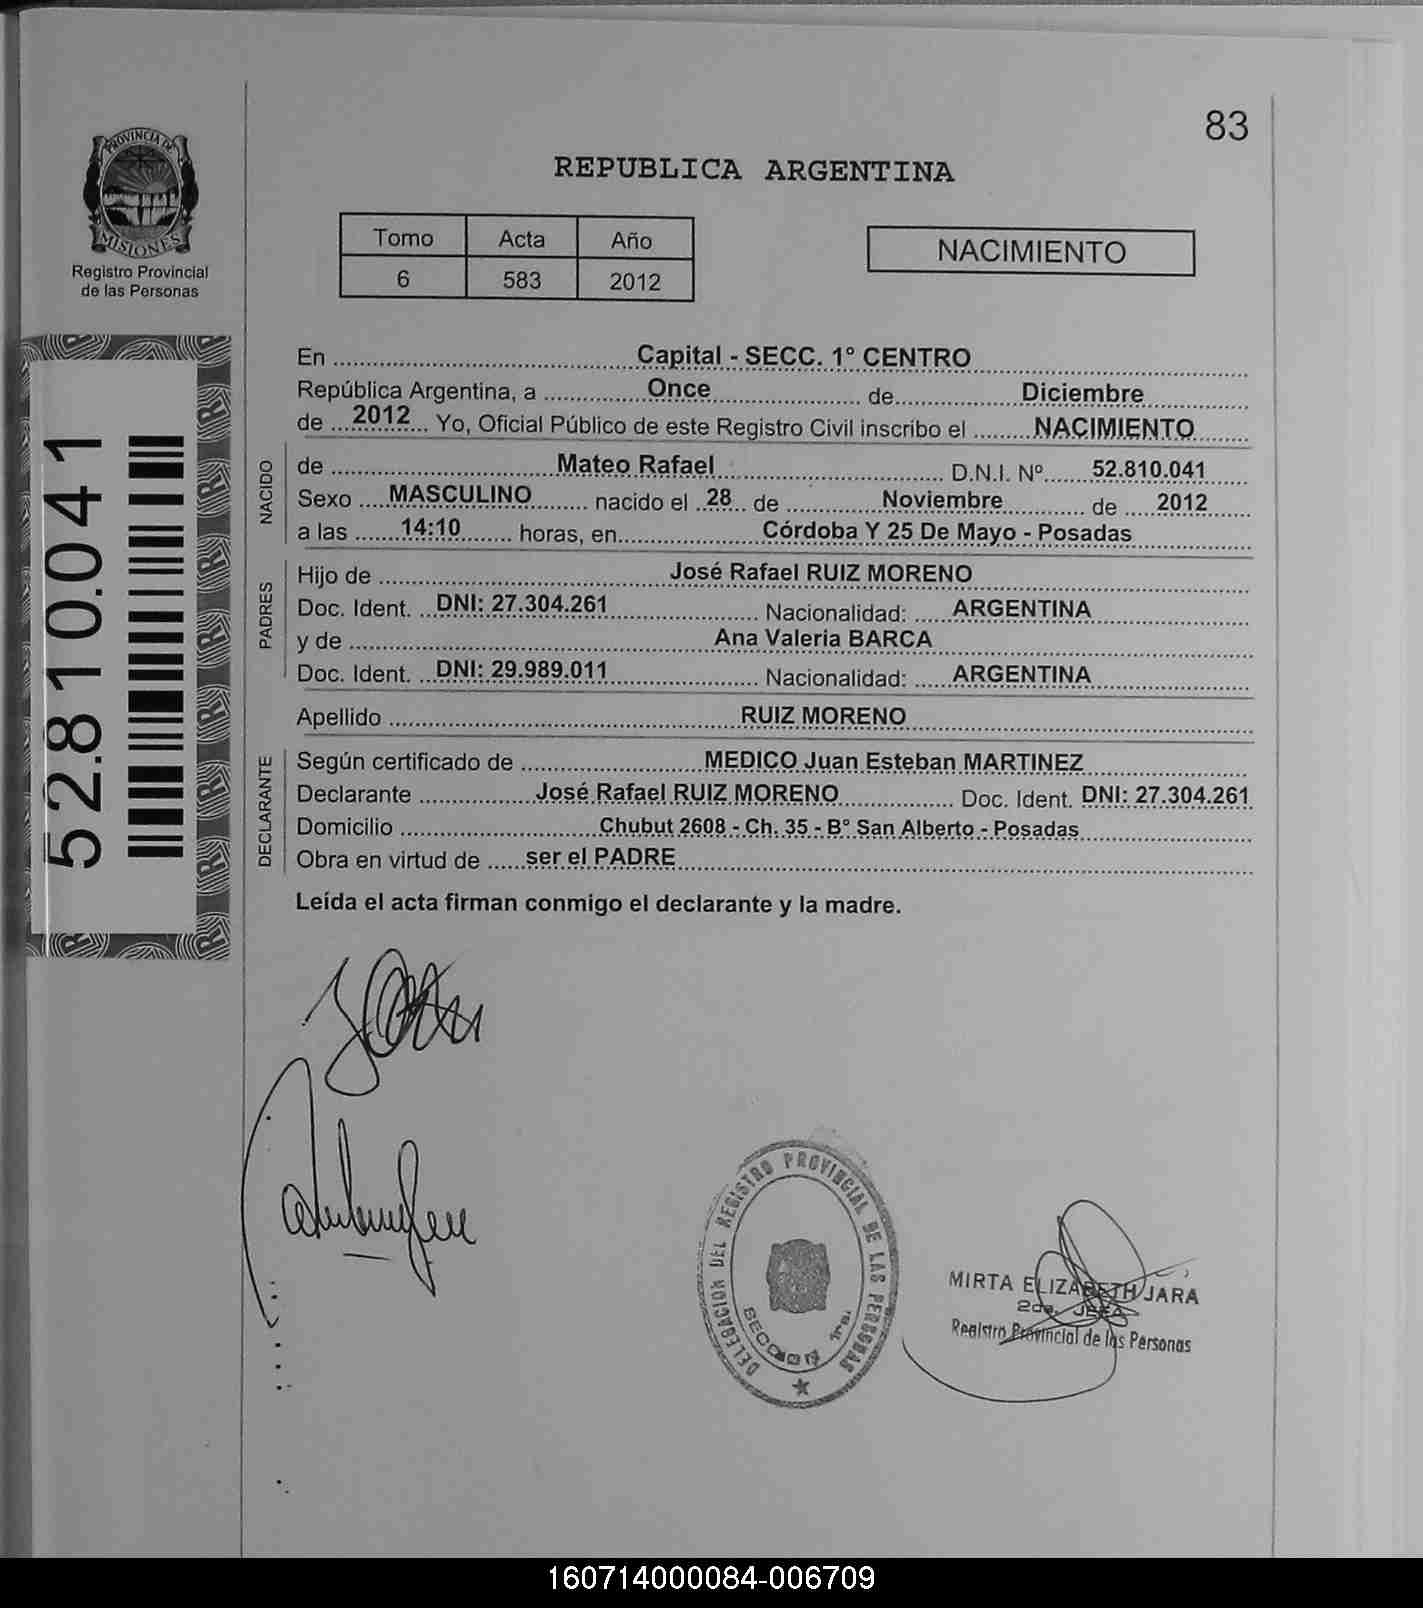 83
REPUBLICA ARGENTINA
PROVINCIA DE
MISIONES
Registro Provincial
de las Personas
Tomo Acta Año
6 583 2012
NACIMIENTO
52.810.041
En Capital - SECC. 1° CENTRO
República Argentina, a Once de Diciembre
de 2012 Yo, Oficial Público de este Registro Civil inscribo el NACIMIENTO
NACIDO
de Mateo Rafael D.N.I. Nº 52.810.041
Sexo MASCULINO nacido el 28 de Noviembre de 2012
a las 14:10 horas, en Córdoba Y 25 De Mayo - Posadas
PADRES
Hijo de José Rafael RUIZ MORENO
Doc. Ident. DNI: 27.304.261 Nacionalidad: ARGENTINA
y de Ana Valeria BARCA
Doc. Ident. DNI: 29.989.011 Nacionalidad: ARGENTINA
Apellido RUIZ MORENO
DECLARANTE
Según certificado de MEDICO Juan Esteban MARTINEZ
Declarante José Rafael RUIZ MORENO Doc. Ident. DNI: 27.304.261
Domicilio Chubut 2608 - Ch. 35 - B° San Alberto - Posadas
Obra en virtud de ser el PADRE
Leída el acta firman conmigo el declarante y la madre.
DELEGACION DEL REGISTRO PROVINCIAL DE LAS PERSONAS
SECCION 1ra.
MIRTA ELIZABETH JARA
2da. JEFA
Registro Provincial de las Personas
160714000084-006709